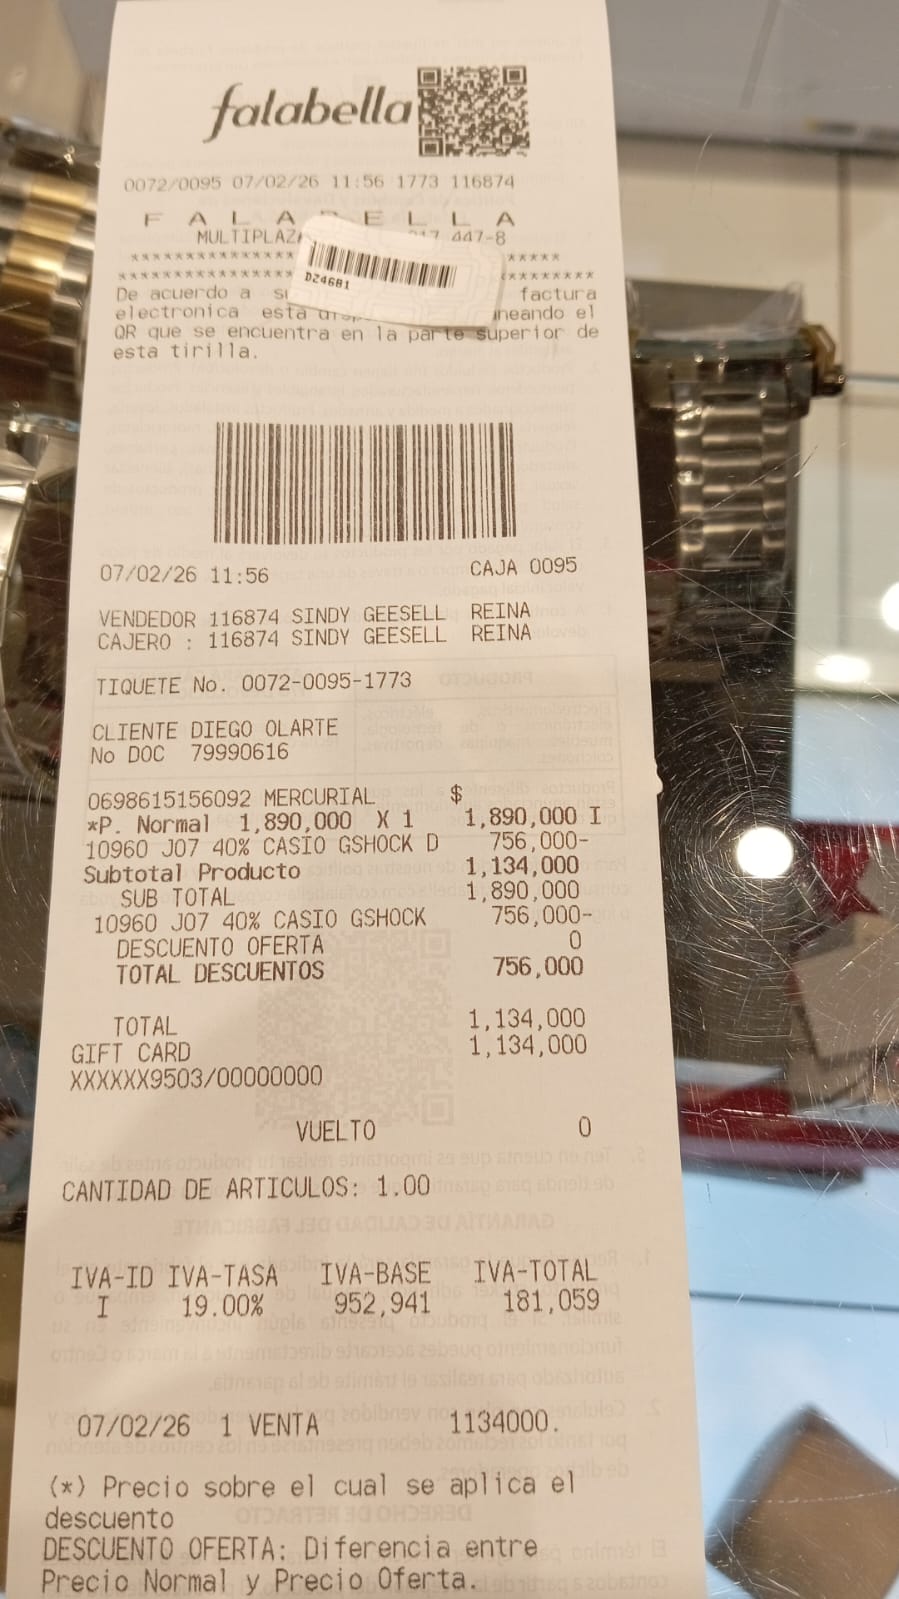 falabella
0072/0095 07/02/26 11:56 1773 116874
F A L A B E L L A
MULTIPLAZA 447-8
D24681
De acuerdo a factura
electronica esta el
QR que se encuentra en la parte superior de
esta tirilla.
07/02/26 11:56 CAJA 0095
VENDEDOR 116874 SINDY GEESELL REINA
CAJERO : 116874 SINDY GEESELL REINA
TIQUETE No. 0072-0095-1773
CLIENTE DIEGO OLARTE
No DOC 79990616
0698615156092 MERCURIAL $
*P. Normal 1,890,000 X 1 1,890,000 I
10960 J07 40% CASIO GSHOCK D 756,000-
Subtotal Producto 1,134,000
SUB TOTAL 1,890,000
10960 J07 40% CASIO GSHOCK 756,000-
DESCUENTO OFERTA 0
TOTAL DESCUENTOS 756,000
TOTAL 1,134,000
GIFT CARD 1,134,000
XXXXXX9503/00000000
VUELTO 0
CANTIDAD DE ARTICULOS: 1.00
IVA-ID IVA-TASA IVA-BASE IVA-TOTAL
I 19.00% 952,941 181,059
07/02/26 1 VENTA 1134000.
(*) Precio sobre el cual se aplica el
descuento
DESCUENTO OFERTA: Diferencia entre
Precio Normal y Precio Oferta.